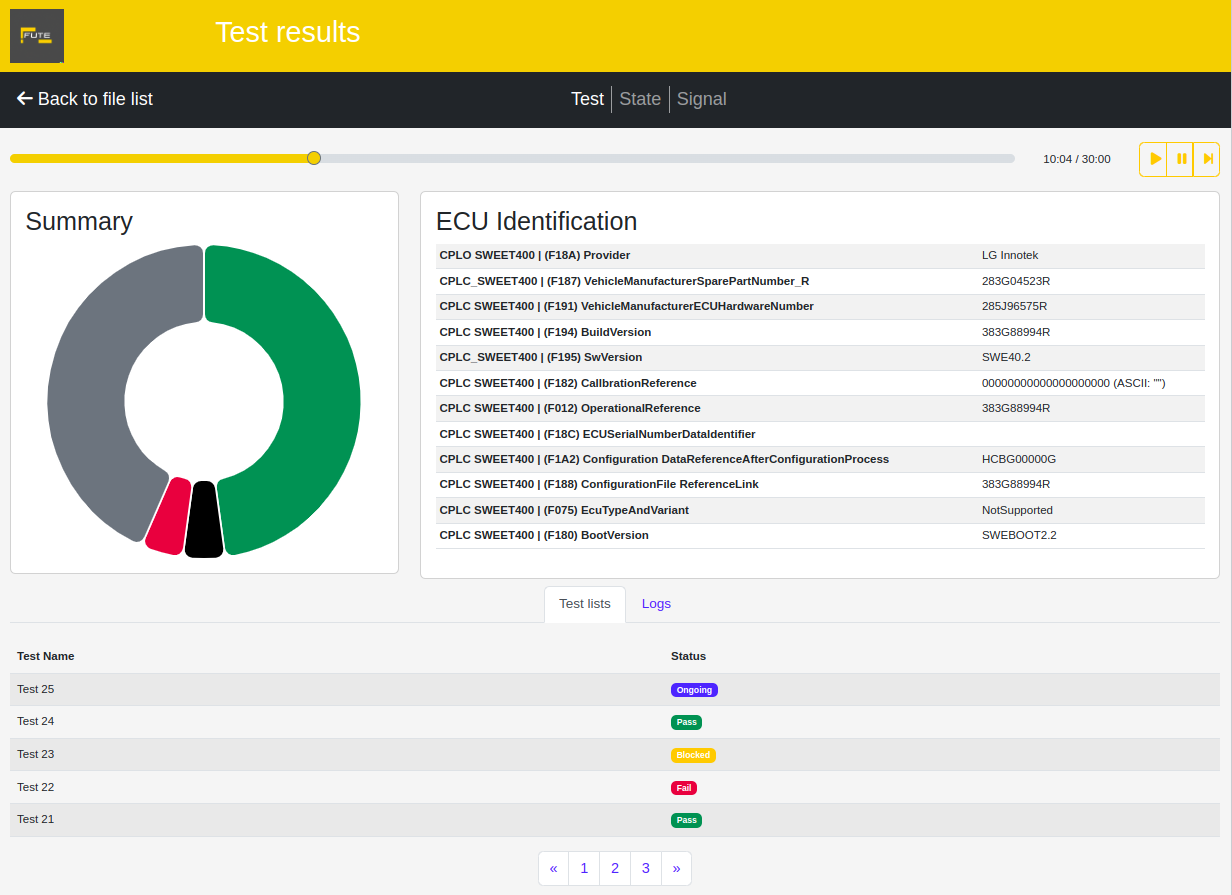 FUTE
Test results
Back to file list
Test
State
Signal
10:04 / 30:00
Summary
ECU Identification
CPLO SWEET400 | (F18A) Provider LG Innotek
CPLC_SWEET400 | (F187) VehicleManufacturerSparePartNumber_R 283G04523R
CPLC SWEET400 | (F191) VehicleManufacturerECUHardwareNumber 285J96575R
CPLC SWEET400 | (F194) BuildVersion 383G88994R
CPLC_SWEET400 | (F195) SwVersion SWE40.2
CPLC SWEET400 | (F182) CallbrationReference 00000000000000000000 (ASCII: "")
CPLC SWEET400 | (F012) OperationalReference 383G88994R
CPLC SWEET400 | (F18C) ECUSerialNumberDataIdentifier
CPLC SWEET400 | (F1A2) Configuration DataReferenceAfterConfigurationProcess HCBG00000G
CPLC SWEET400 | (F188) ConfigurationFile ReferenceLink 383G88994R
CPLC SWEET400 | (F075) EcuTypeAndVariant NotSupported
CPLC SWEET400 | (F180) BootVersion SWEBOOT2.2
Test lists
Logs
Test Name Status
Test 25 Ongoing
Test 24 Pass
Test 23 Blocked
Test 22 Fail
Test 21 Pass
« 1 2 3 »